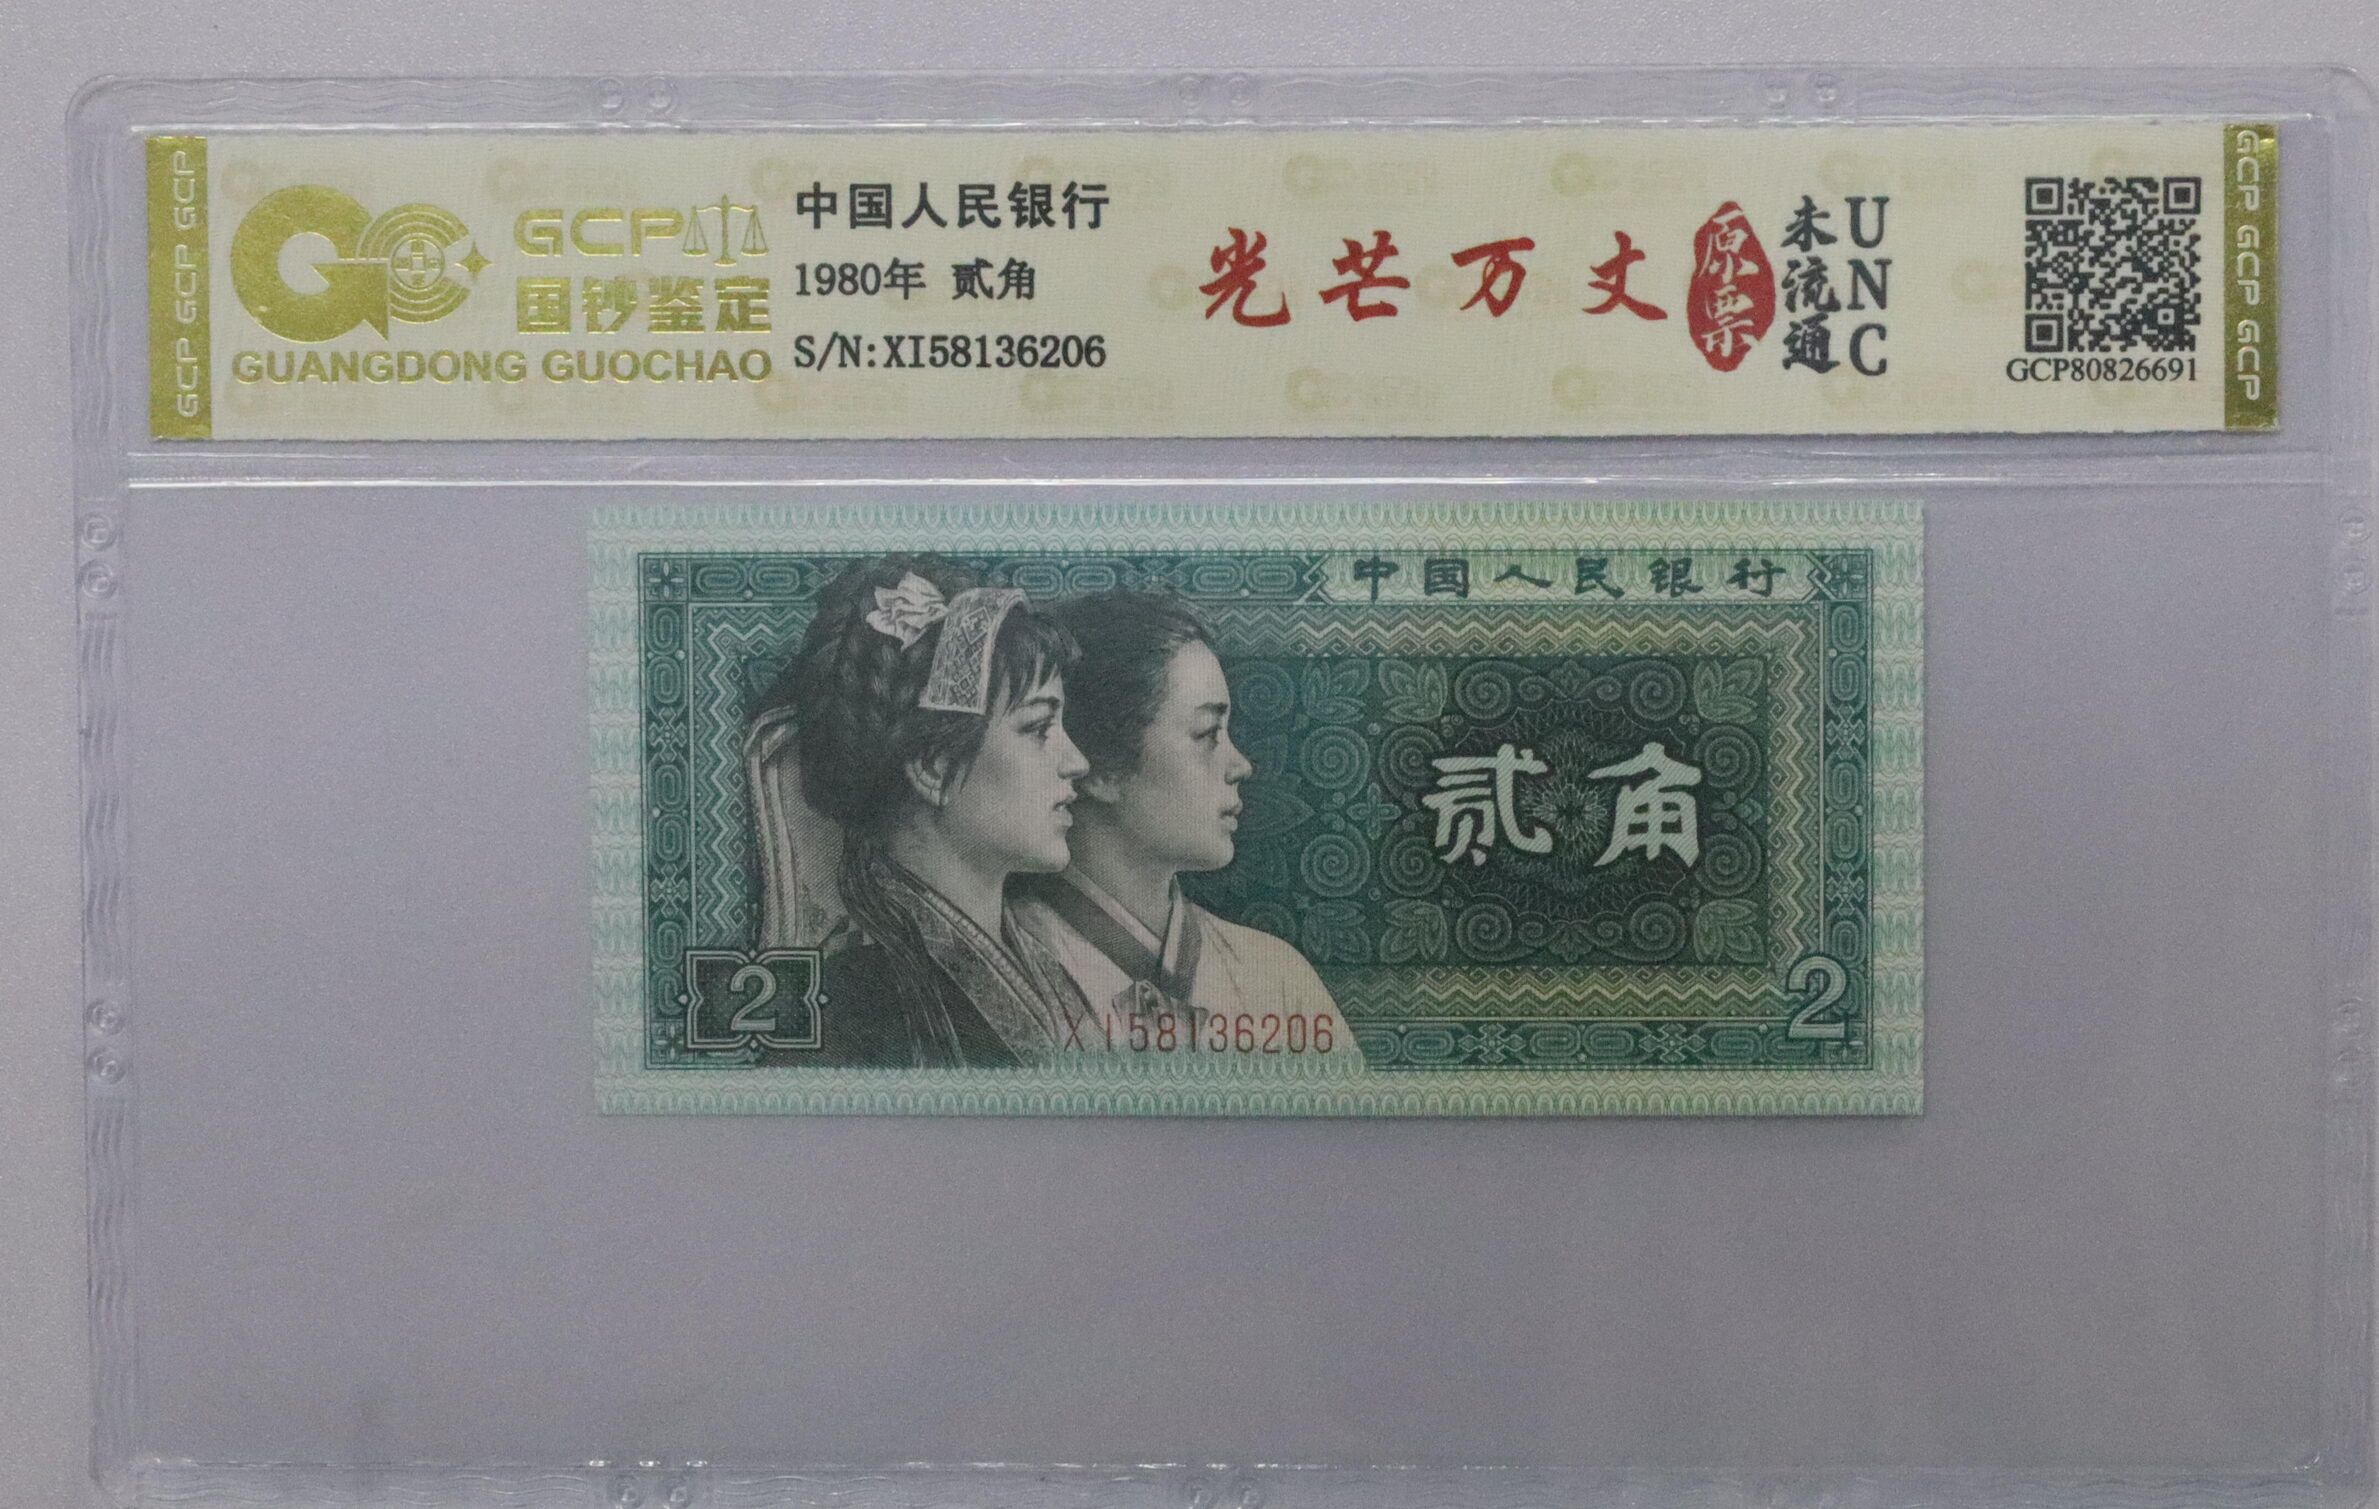 GCP GCP GCP
GCP
国钞鉴定
GUANGDONG GUOCHAO
中国人民银行
1980年 贰角
S/N:XI58136206
光芒万丈
原票
未流通
UNC
GCP80826691
GCP GCP GCP
中国人民银行
贰角
2
2
XI58136206